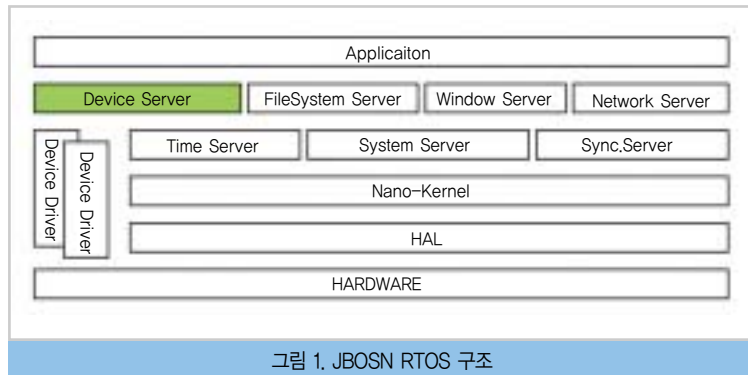 Applicaiton
Device Server
FileSystem Server
Window Server
Network Server
Device Driver
Device Driver
Time Server
System Server
Sync.Server
Nano-Kernel
HAL
HARDWARE
그림 1. JBOSN RTOS 구조